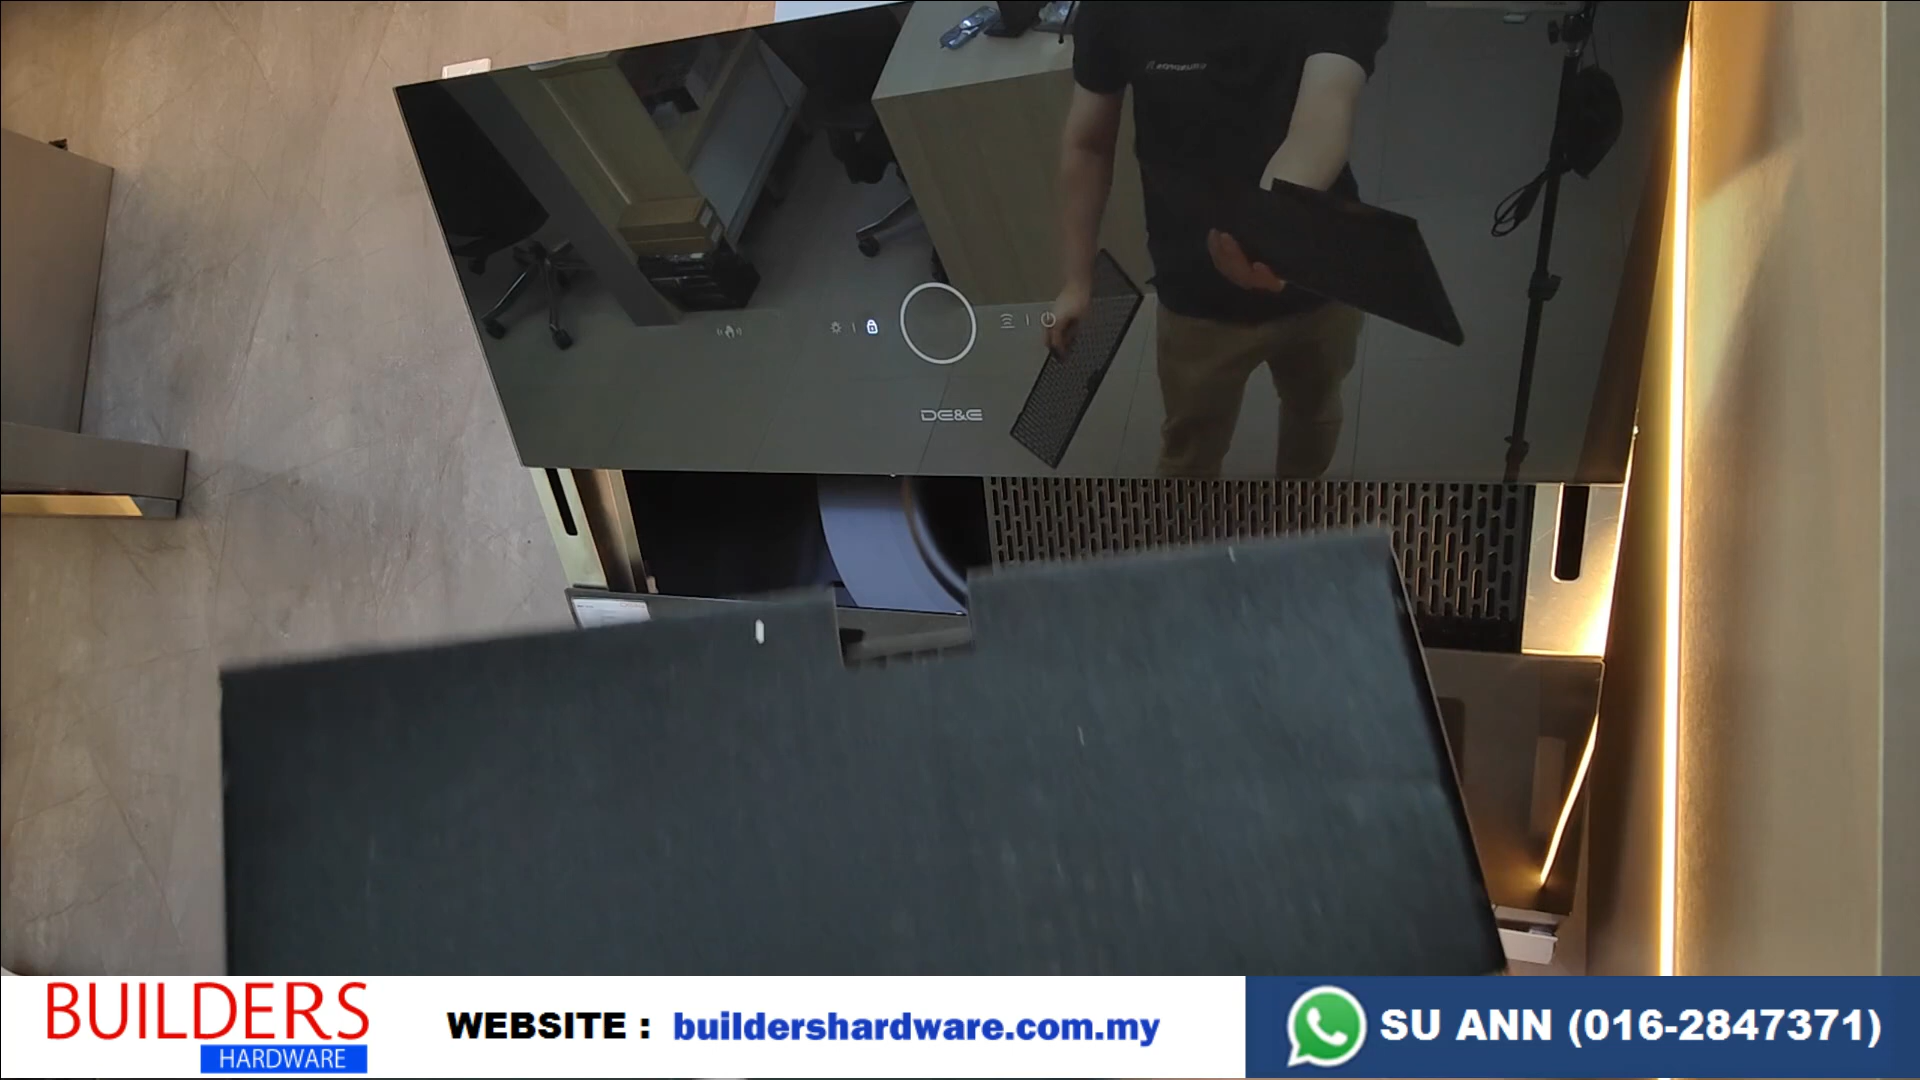 DE&E
BUILDERS
HARDWARE
WEBSITE : buildershardware.com.my
SU ANN (016-2847371)